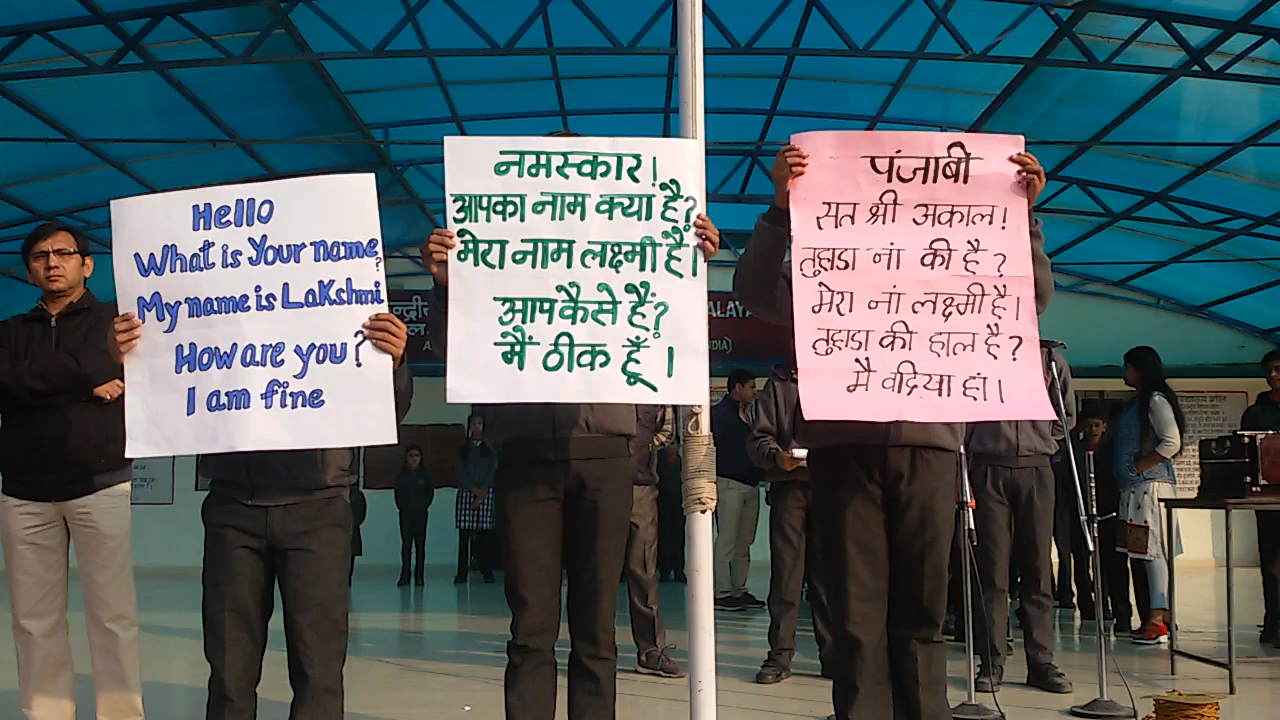 Hello
What is Your name?
My name is Lakshmi
How are you?
I am fine
नमस्कार!
आपका नाम क्या है?
मेरा नाम लक्ष्मी है।
आप कैसे हैं?
मैं ठीक हूँ।
पंजाबी
सत श्री अकाल!
तुहाडा नां की है?
मेरा नां लक्ष्मी है।
तुहाडा की हाल है?
मै वदिया हां।